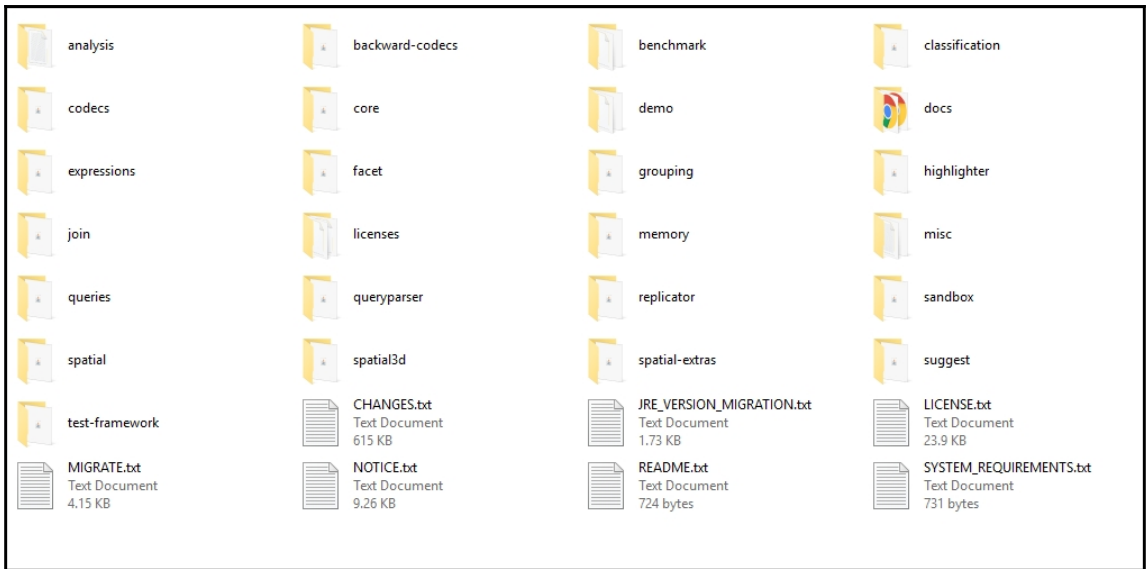 analysis
backward-codecs
benchmark
classification
codecs
core
demo
docs
expressions
facet
grouping
highlighter
join
licenses
memory
misc
queries
queryparser
replicator
sandbox
spatial
spatial3d
spatial-extras
suggest
test-framework
CHANGES.txt
Text Document
615 KB
JRE_VERSION_MIGRATION.txt
Text Document
1.73 KB
LICENSE.txt
Text Document
23.9 KB
MIGRATE.txt
Text Document
4.15 KB
NOTICE.txt
Text Document
9.26 KB
README.txt
Text Document
724 bytes
SYSTEM_REQUIREMENTS.txt
Text Document
731 bytes